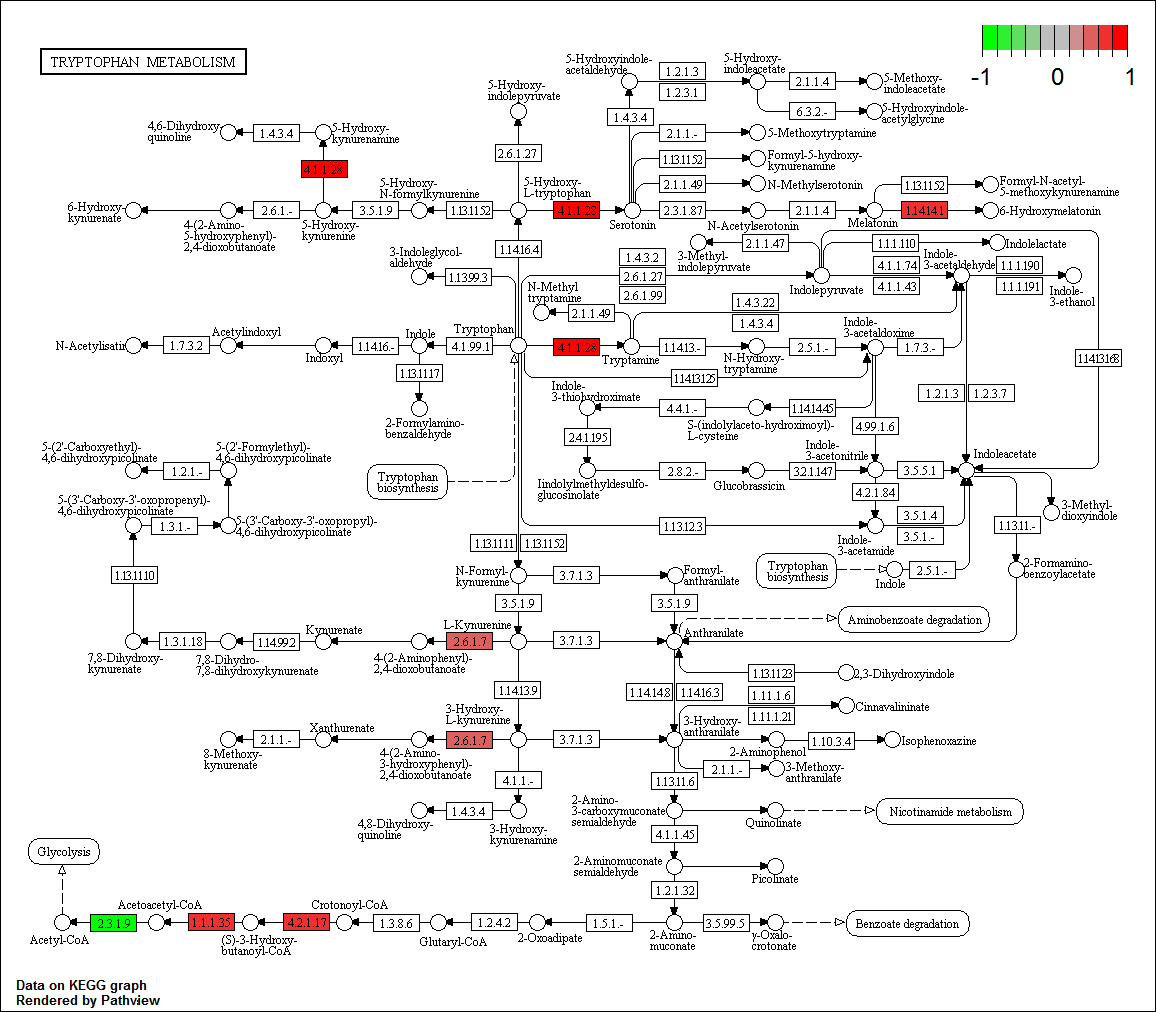 TRYPTOPHAN METABOLISM
-1 0 1
5-Hydroxyindole-
acetaldehyde
1.2.1.3
1.2.3.1
5-Hydroxy-
indoleacetate
2.1.1.4
5-Methoxy-
indoleacetate
6.3.2.-
5-Hydroxyindole-
acetylglycine
5-Hydroxy-
indolepyruvate
1.4.3.4
4,6-Dihydroxy-
quinoline
1.4.3.4
5-Hydroxy-
kynurenamine
2.1.1.-
5-Methoxytryptamine
2.6.1.27
1.13.11.52
Formyl-5-hydroxy-
kynurenamine
4.1.1.28
5-Hydroxy-
N-formylkynurenine
5-Hydroxy-
L-tryptophan
2.1.1.49
N-Methylserotonin
1.13.11.52
Formyl-N-acetyl-
5-methoxykynurenamine
6-Hydroxy-
kynurenate
2.6.1.-
3.5.1.9
1.13.11.52
4.1.1.28
2.3.1.87
2.1.1.4
1.14.14.1
6-Hydroxymelatonin
4-(2-Amino-
5-hydroxyphenyl)-
2,4-dioxobutanoate
5-Hydroxy-
kynurenine
Serotonin
N-Acetylserotonin
Melatonin
1.14.16.4
3-Indoleglycol-
aldehyde
1.13.99.3
1.4.3.2
2.6.1.27
2.6.1.99
3-Methyl-
indolepyruvate
2.1.1.47
1.1.1.110
Indolelactate
Indolepyruvate
4.1.1.74
4.1.1.43
Indole-
3-acetaldehyde
1.1.1.190
1.1.1.191
Indole-
3-ethanol
N-Methyl
tryptamine
2.1.1.49
1.4.3.22
1.4.3.4
Indole-
3-acetaldoxime
N-Acetylisatin
1.7.3.2
Acetylindoxyl
Indoxyl
1.14.16.-
Indole
4.1.99.1
Tryptophan
4.1.1.28
Tryptamine
1.14.13.-
N-Hydroxy-
tryptamine
2.5.1.-
1.7.3.-
1.14.13.168
1.13.11.17
1.14.13.125
2-Formylamino-
benzaldehyde
Indole-
3-thiohydroximate
4.4.1.-
S-(indolylaceto-hydroximoyl)-
L-cysteine
1.14.14.45
1.2.1.3
1.2.3.7
2.4.1.195
4.99.1.6
5-(2'-Carboxyethyl)-
4,6-dihydroxypicolinate
1.2.1.-
5-(2'-Formylethyl)-
4,6-dihydroxypicolinate
Tryptophan
biosynthesis
Iindolylmethyldesulfo-
glucosinolate
2.8.2.-
Glucobrassicin
3.2.1.147
Indole-
3-acetonitrile
3.5.5.1
Indoleacetate
4.2.1.84
5-(3'-Carboxy-3'-oxopropenyl)-
4,6-dihydroxypicolinate
1.3.1.-
5-(3'-Carboxy-3'-oxopropyl)-
4,6-dihydroxypicolinate
1.13.12.3
3.5.1.4
3.5.1.-
Indole-
3-acetamide
3-Methyl-
dioxyindole
1.13.11.-
1.13.11.11
1.13.11.52
1.13.11.10
N-Formyl-
kynurenine
3.7.1.3
Formyl-
anthranilate
Tryptophan
biosynthesis
Indole
2.5.1.-
2-Formamino-
benzoylacetate
3.5.1.9
3.5.1.9
Aminobenzoate degradation
7,8-Dihydroxy-
kynurenate
1.3.1.18
7,8-Dihydro-
7,8-dihydroxykynurenate
1.14.99.2
Kynurenate
4-(2-Aminophenyl)-
2,4-dioxobutanoate
2.6.1.7
L-Kynurenine
3.7.1.3
Anthranilate
1.14.13.9
1.14.14.8
1.14.16.3
1.13.11.23
2,3-Dihydroxyindole
1.11.1.6
1.11.1.21
Cinnavalininate
8-Methoxy-
kynurenate
2.1.1.-
Xanthurenate
4-(2-Amino-
3-hydroxyphenyl)-
2,4-dioxobutanoate
2.6.1.7
3-Hydroxy-
L-kynurenine
3.7.1.3
3-Hydroxy-
anthranilate
2-Aminophenol
1.10.3.4
Isophenoxazine
2.1.1.-
3-Methoxy-
anthranilate
4.1.1.-
1.13.11.6
4,8-Dihydroxy-
quinoline
1.4.3.4
3-Hydroxy-
kynurenamine
2-Amino-
3-carboxymuconate
semialdehyde
Quinolinate
Nicotinamide metabolism
4.1.1.45
2-Aminomuconate
semialdehyde
Picolinate
1.2.1.32
Glycolysis
Acetyl-CoA
2.3.1.9
Acetoacetyl-CoA
1.1.1.35
(S)-3-Hydroxy-
butanoyl-CoA
4.2.1.17
Crotonoyl-CoA
1.3.8.6
Glutaryl-CoA
1.2.4.2
2-Oxoadipate
1.5.1.-
2-Amino-
muconate
3.5.99.5
γ-Oxalo-
crotonate
Benzoate degradation
Data on KEGG graph
Rendered by Pathview